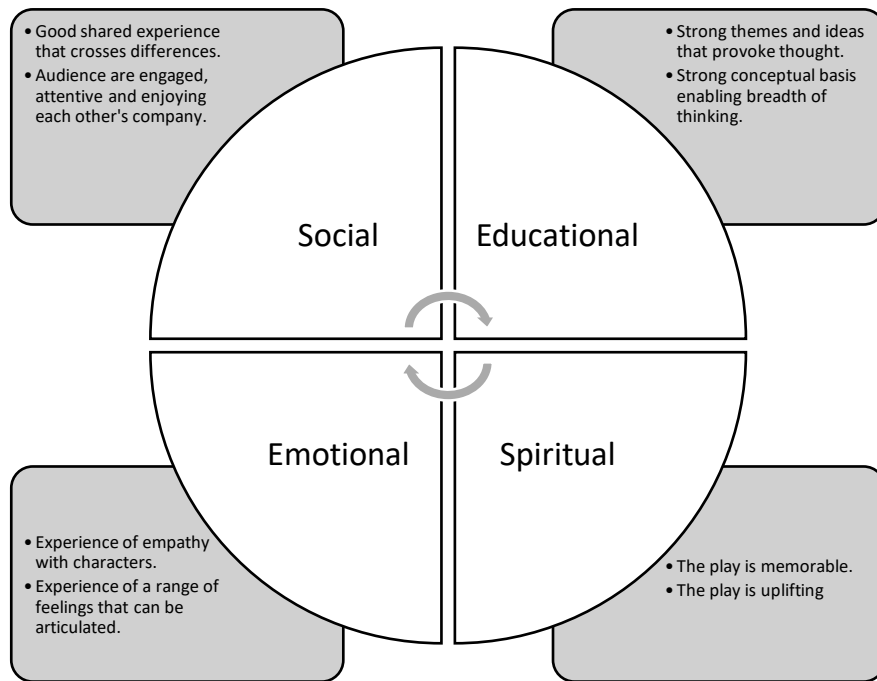 • Good shared experience
that crosses differences.
• Audience are engaged,
attentive and enjoying
each other's company.
• Strong themes and ideas
that provoke thought.
• Strong conceptual basis
enabling breadth of
thinking.
Social
Educational
Emotional
Spiritual
• Experience of empathy
with characters.
• Experience of a range of
feelings that can be
articulated.
• The play is memorable.
• The play is uplifting